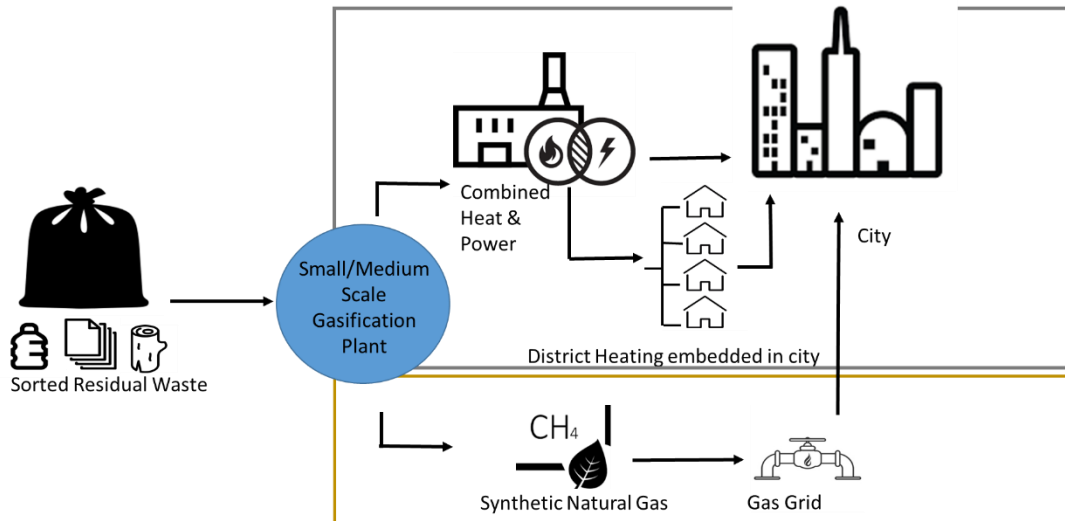 Combined
Heat &
Power
City
Small/Medium
Scale
Gasification
Plant
District Heating embedded in city
Sorted Residual Waste
CH₄
Synthetic Natural Gas
Gas Grid